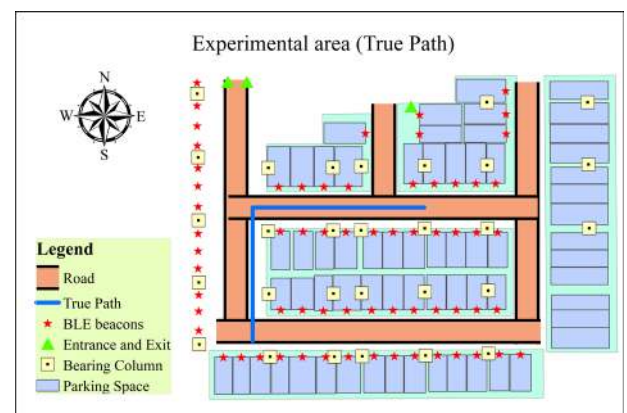 Experimental area (True Path)
N
W E
S
Legend
Road
True Path
BLE beacons
Entrance and Exit
Bearing Column
Parking Space